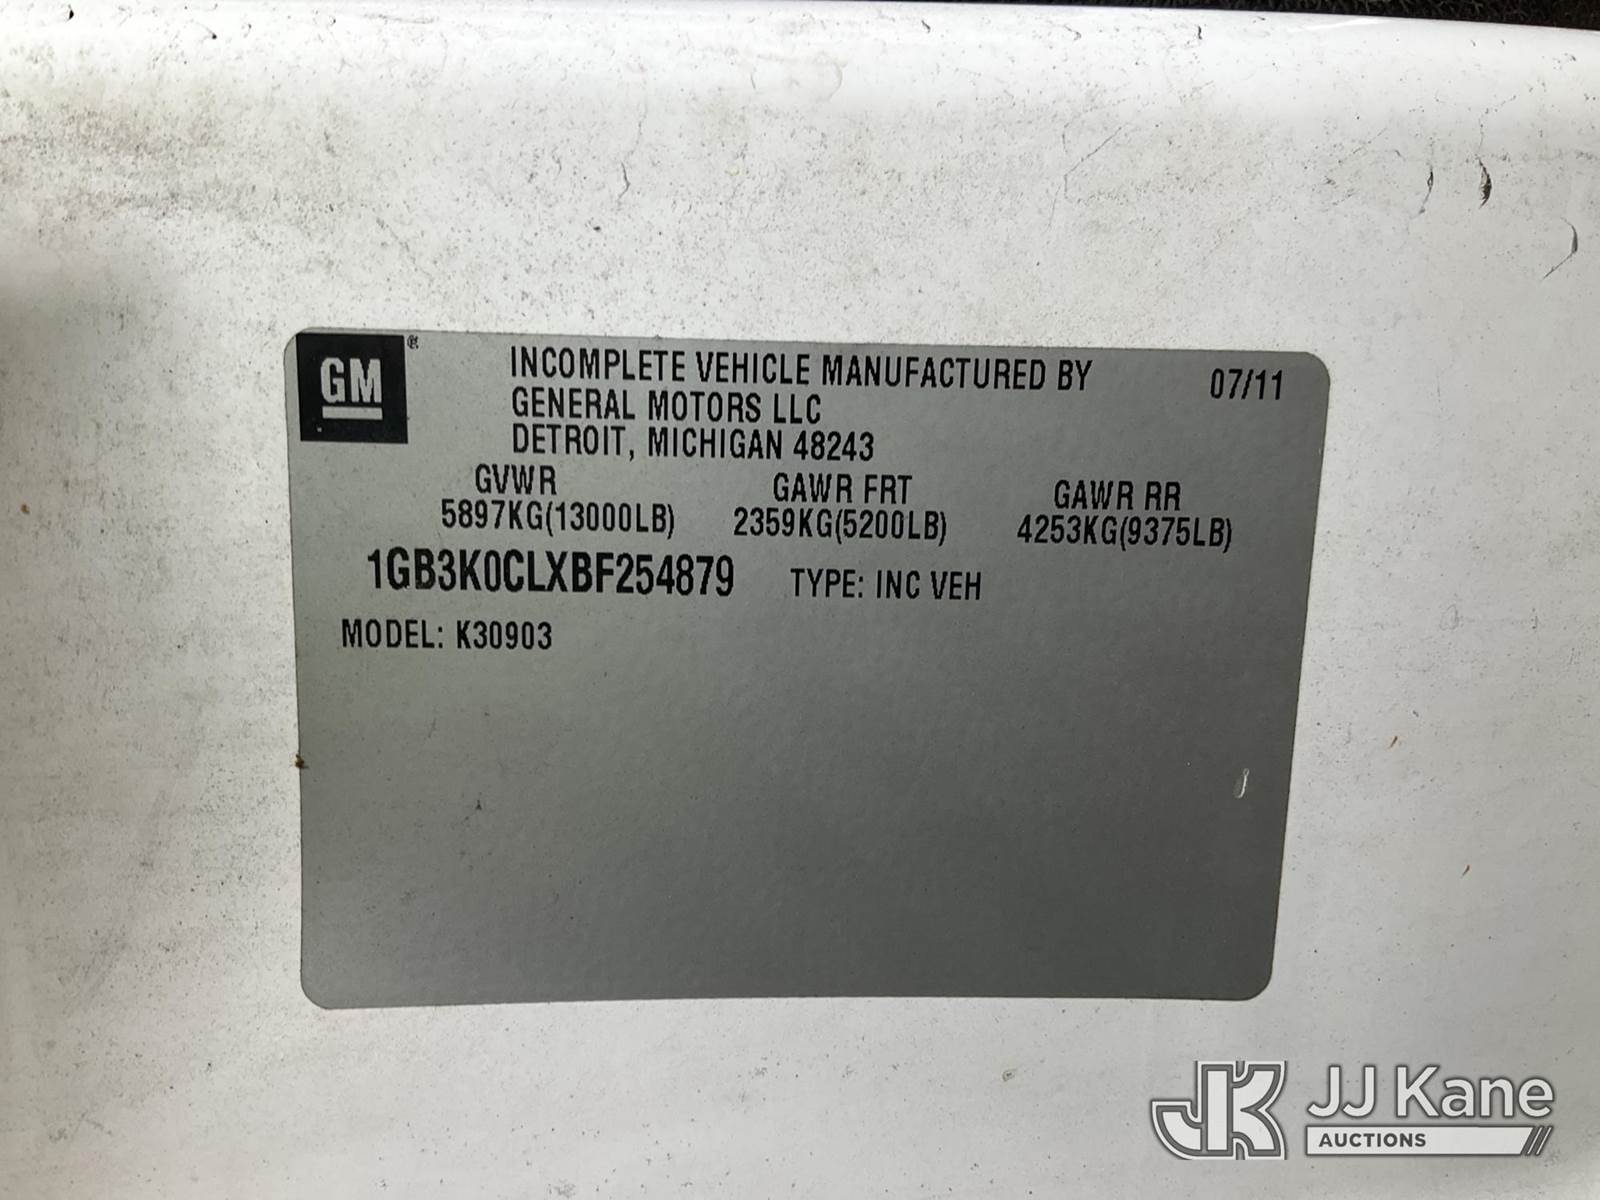 GM
INCOMPLETE VEHICLE MANUFACTURED BY 07/11
GENERAL MOTORS LLC
DETROIT, MICHIGAN 48243
GVWR GAWR FRT GAWR RR
5897KG(13000LB) 2359KG(5200LB) 4253KG(9375LB)
1GB3K0CLXBF254879 TYPE: INC VEH
MODEL: K30903
JK JJ Kane
AUCTIONS